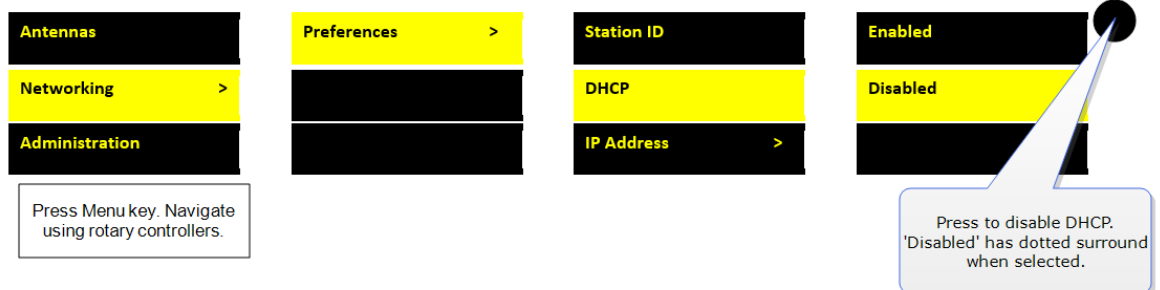 Antennas
Networking >
Administration
Preferences >
Station ID
DHCP
IP Address >
Enabled
Disabled
Press Menu key. Navigate
using rotary controllers.
Press to disable DHCP.
'Disabled' has dotted surround
when selected.